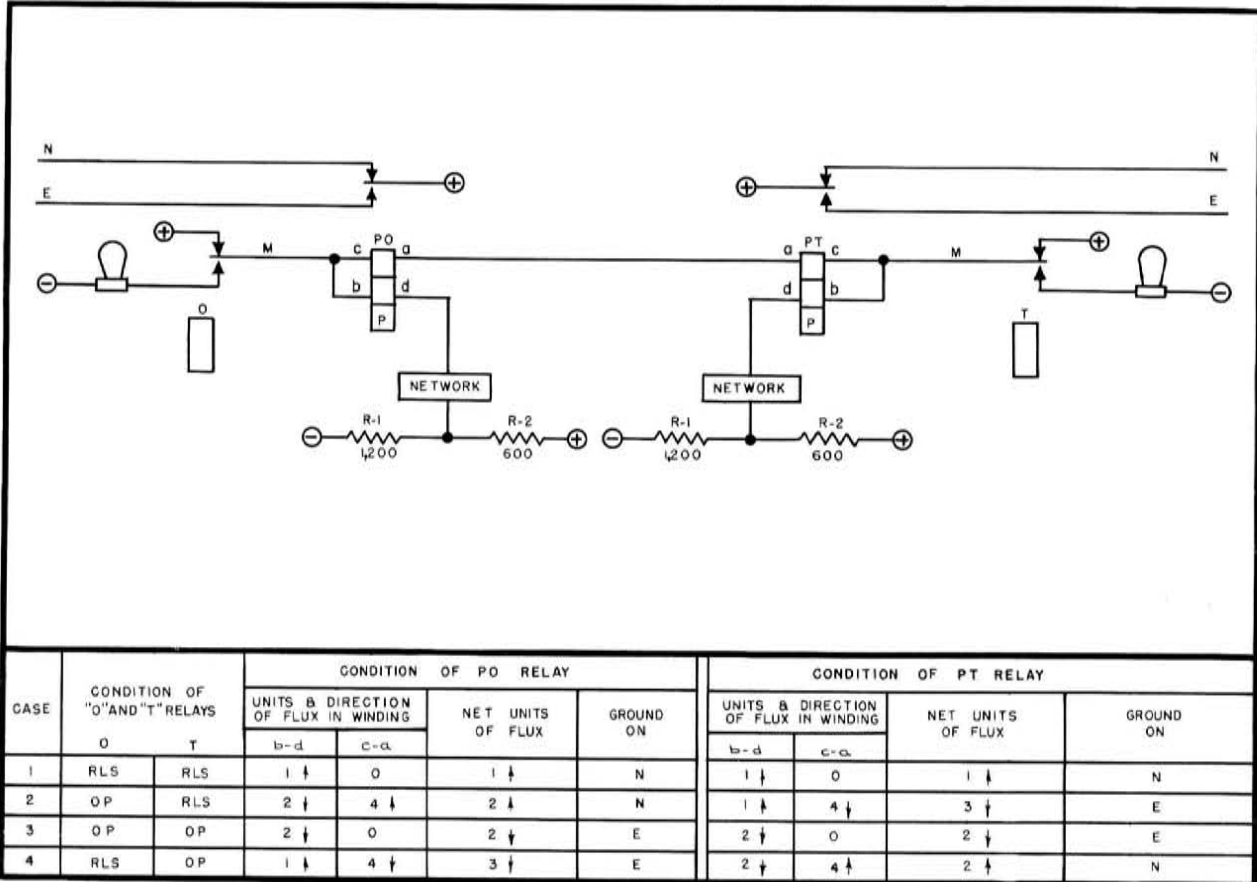 N N
E E
⊕ ⊕
⊕ M c PO a a PT c M ⊕
⊖ b d d b ⊖
O P P T
NETWORK NETWORK
R-1 R-2 R-1 R-2
⊖ ⊕ ⊖ ⊕
1,200 600 1,200 600
CASE
CONDITION OF "O" AND "T" RELAYS
O T
CONDITION OF PO RELAY
UNITS & DIRECTION OF FLUX IN WINDING
b-d c-a
NET UNITS OF FLUX
GROUND ON
CONDITION OF PT RELAY
UNITS & DIRECTION OF FLUX IN WINDING
b-d c-a
NET UNITS OF FLUX
GROUND ON
1 RLS RLS 1 ↑ 0 1 ↑ N 1 ↑ 0 1 ↑ N
2 OP RLS 2 ↓ 4 ↑ 2 ↑ N 1 ↑ 4 ↓ 3 ↓ E
3 OP OP 2 ↓ 0 2 ↓ E 2 ↓ 0 2 ↓ E
4 RLS OP 1 ↑ 4 ↓ 3 ↓ E 2 ↓ 4 ↑ 2 ↑ N